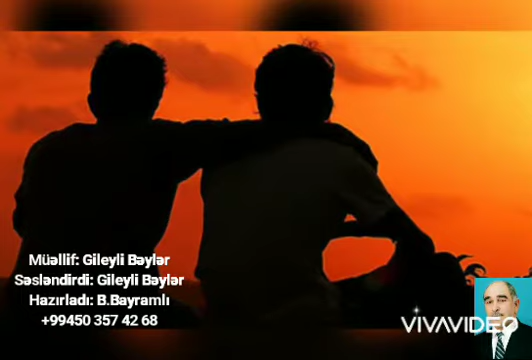 Müəllif: Gileyli Bəylər
Səsləndirdi: Gileyli Bəylər
Hazırladı: B.Bayramlı
+99450 357 42 68
VIVAVIDEO